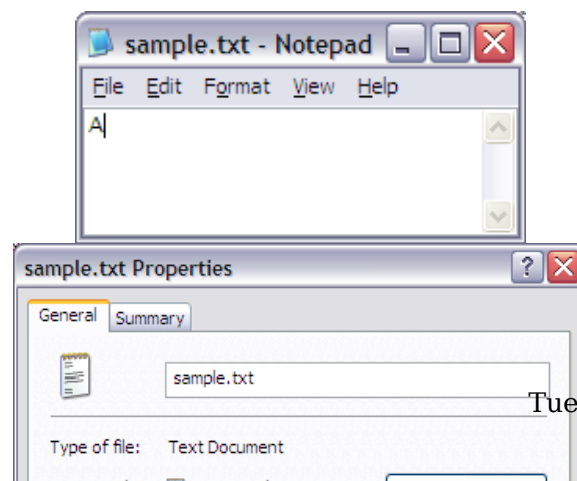 sample.txt - Notepad
File Edit Format View Help
A
sample.txt Properties
General Summary
sample.txt
Tue
Type of file: Text Document